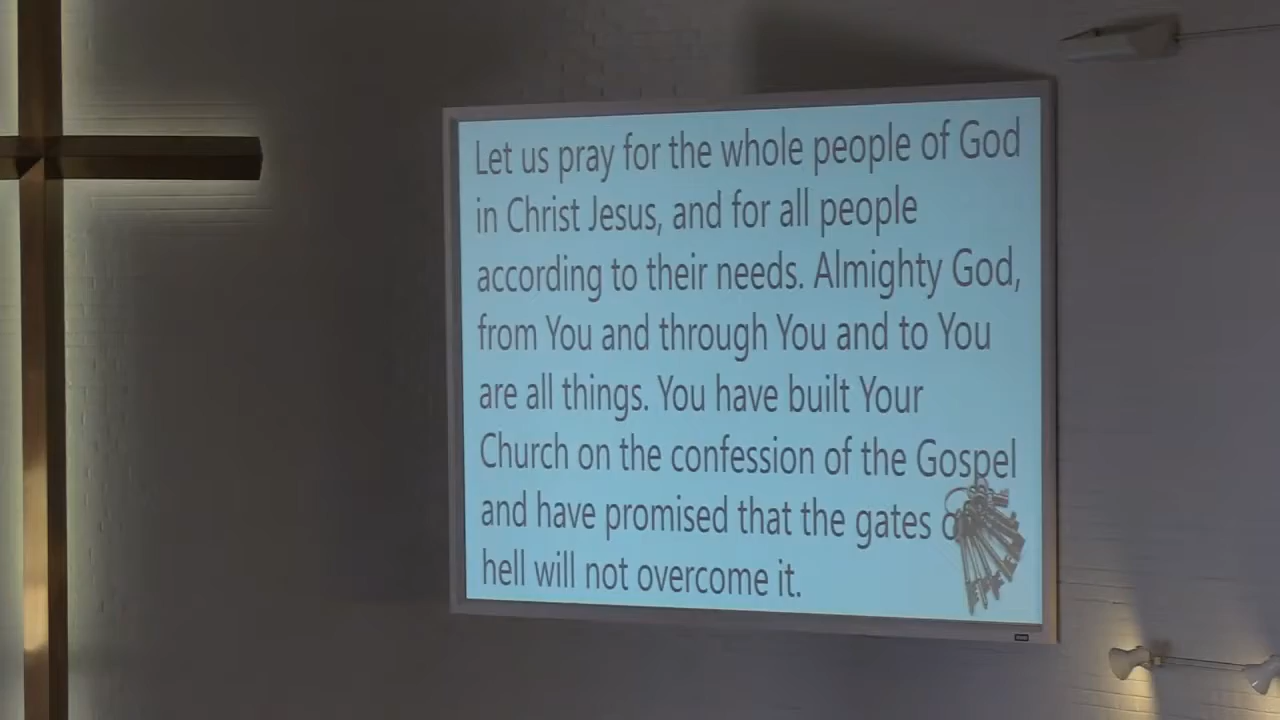 Let us pray for the whole people of God
in Christ Jesus, and for all people
according to their needs. Almighty God,
from You and through You and to You
are all things. You have built Your
Church on the confession of the Gospel
and have promised that the gates of
hell will not overcome it.